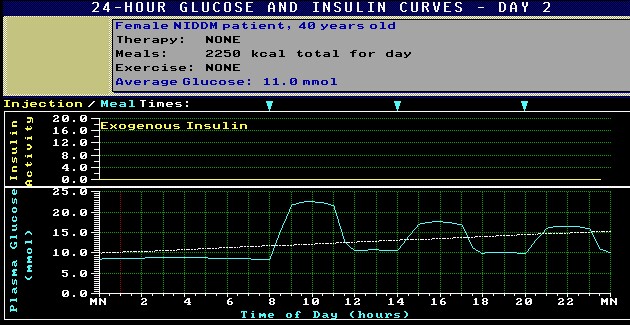 24-HOUR GLUCOSE AND INSULIN CURVES - DAY 2
Female NIDDM patient, 40 years old
Therapy: NONE
Meals: 2250 kcal total for day
Exercise: NONE
Average Glucose: 11.0 mmol
Injection / Meal Times:
Insulin Activity
20.0
16.0
12.0
8.0
4.0
0.0
Exogenous Insulin
Plasma Glucose (mmol)
25.0
20.0
15.0
10.0
5.0
0.0
MN 2 4 6 8 10 12 14 16 18 20 22 MN
Time of Day (hours)